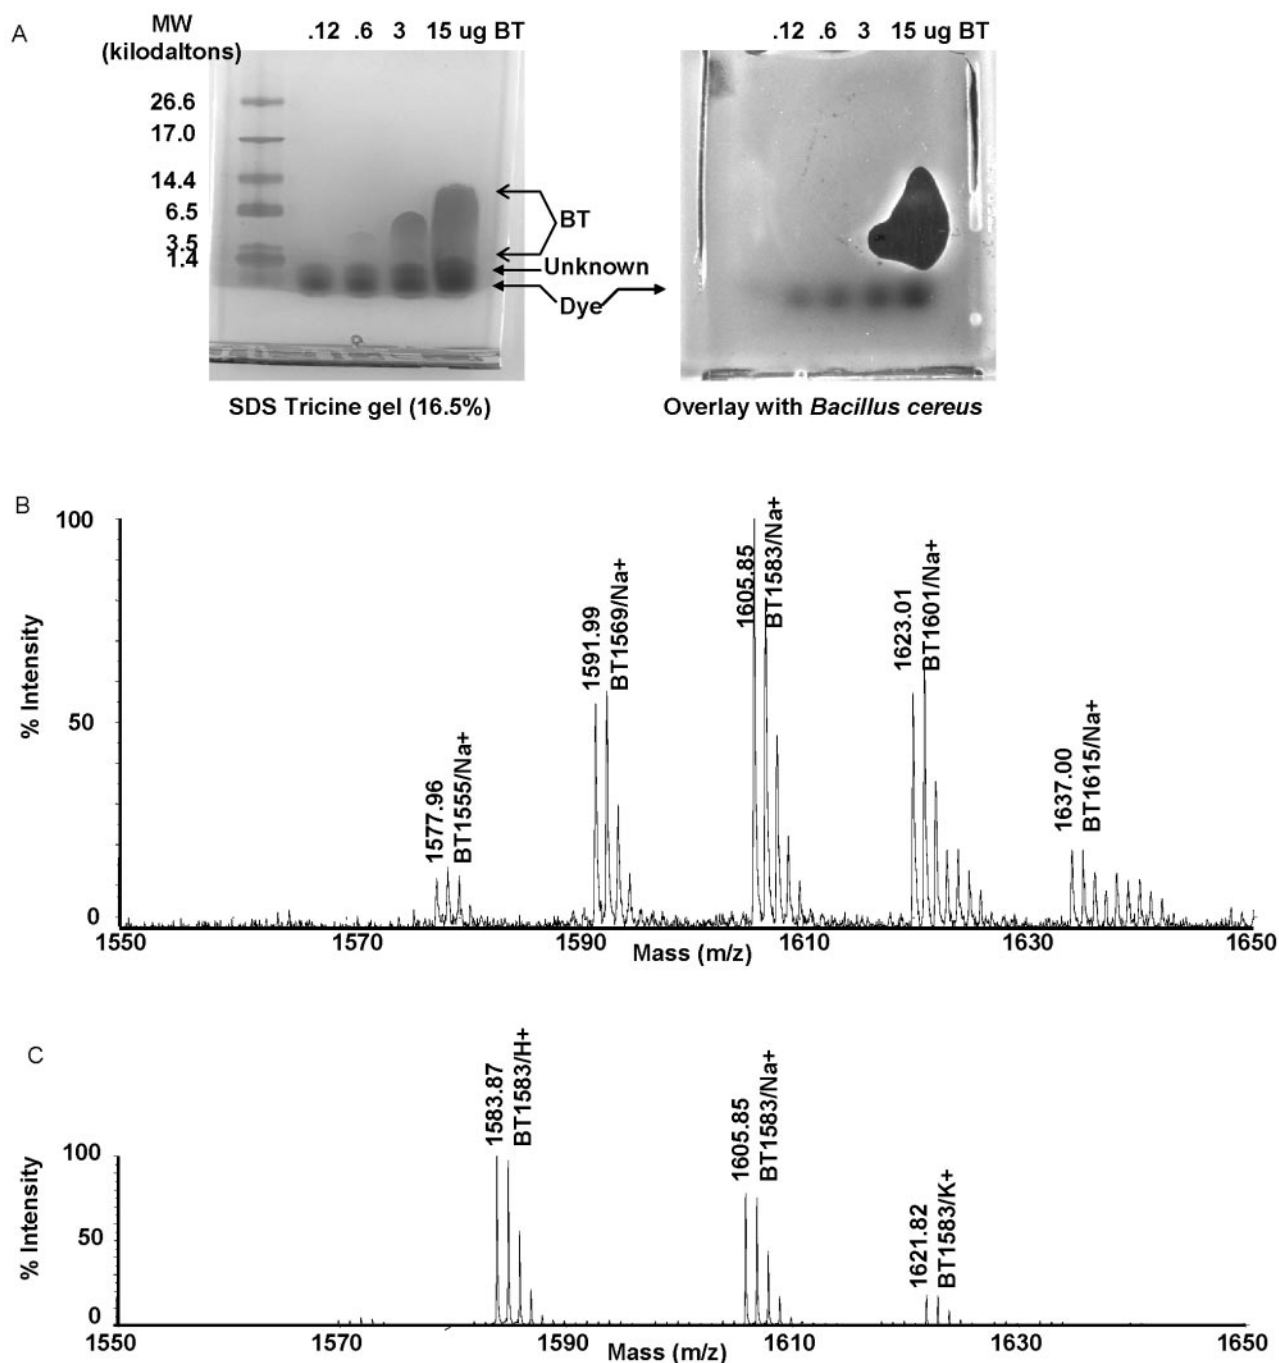 A
MW
(kilodaltons)
.12 .6 3 15 ug BT
.12 .6 3 15 ug BT
26.6
17.0
14.4
6.5
3.5
1.4
BT
Unknown
Dye
SDS Tricine gel (16.5%)
Overlay with Bacillus cereus
B
% Intensity
100
50
0
1577.96
BT1555/Na+
1591.99
BT1569/Na+
1605.85
BT1583/Na+
1623.01
BT1601/Na+
1637.00
BT1615/Na+
1550 1570 1590 1610 1630 1650
Mass (m/z)
C
% Intensity
100
50
0
1583.87
BT1583/H+
1605.85
BT1583/Na+
1621.82
BT1583/K+
1550 1570 1590 1610 1630 1650
Mass (m/z)